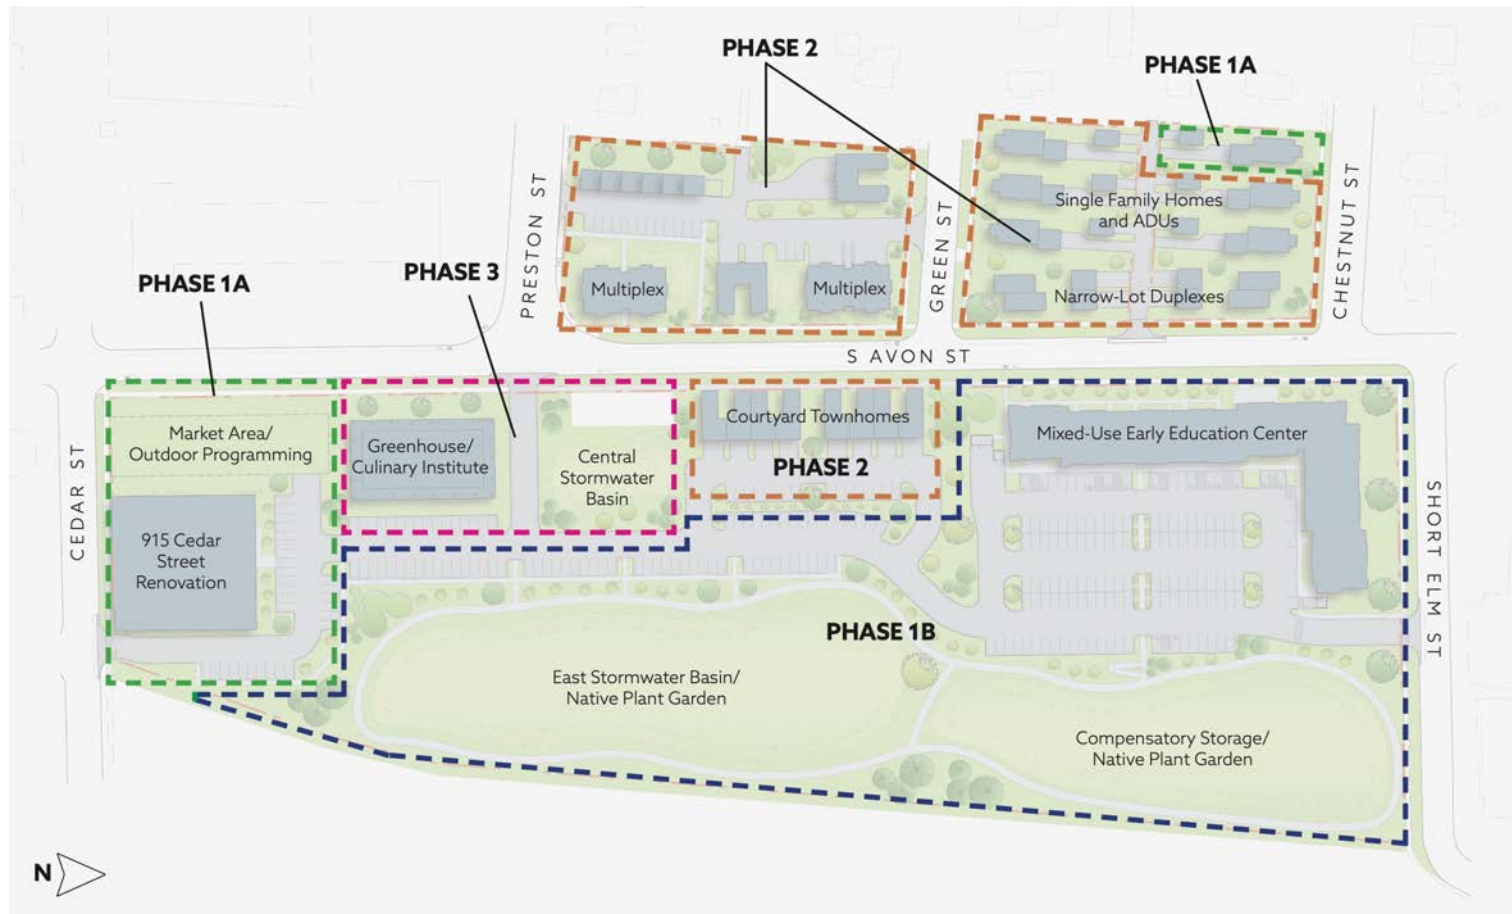 PHASE 2
PHASE 1A
PRESTON ST
GREEN ST
CHESTNUT ST
Single Family Homes
and ADUs
Narrow-Lot Duplexes
Multiplex
Multiplex
PHASE 1A
PHASE 3
S AVON ST
CEDAR ST
Market Area/
Outdoor Programming
Greenhouse/
Culinary Institute
Central
Stormwater
Basin
Courtyard Townhomes
PHASE 2
Mixed-Use Early Education Center
915 Cedar
Street
Renovation
SHORT ELM ST
PHASE 1B
East Stormwater Basin/
Native Plant Garden
Compensatory Storage/
Native Plant Garden
N